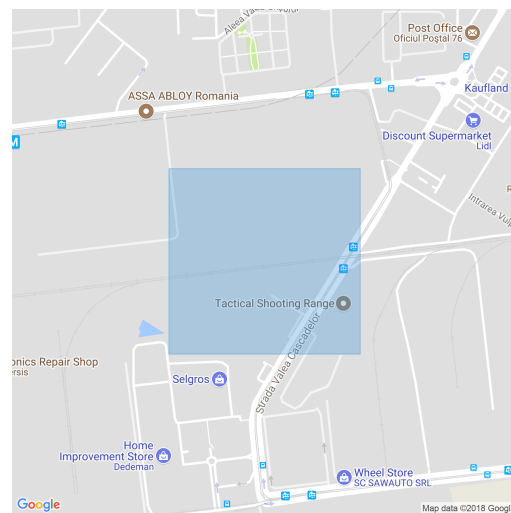 Post Office
Oficiul Poștal 76
ASSA ABLOY Romania
Kaufland
Discount Supermarket
Lidl
Intrarea Vulp
Tactical Shooting Range
Strada Valea Cascadelor
onics Repair Shop
ersis
Selgros
Home
Improvement Store
Dedeman
Wheel Store
SC SAWAUTO SRL
Google
Map data ©2018 Googl